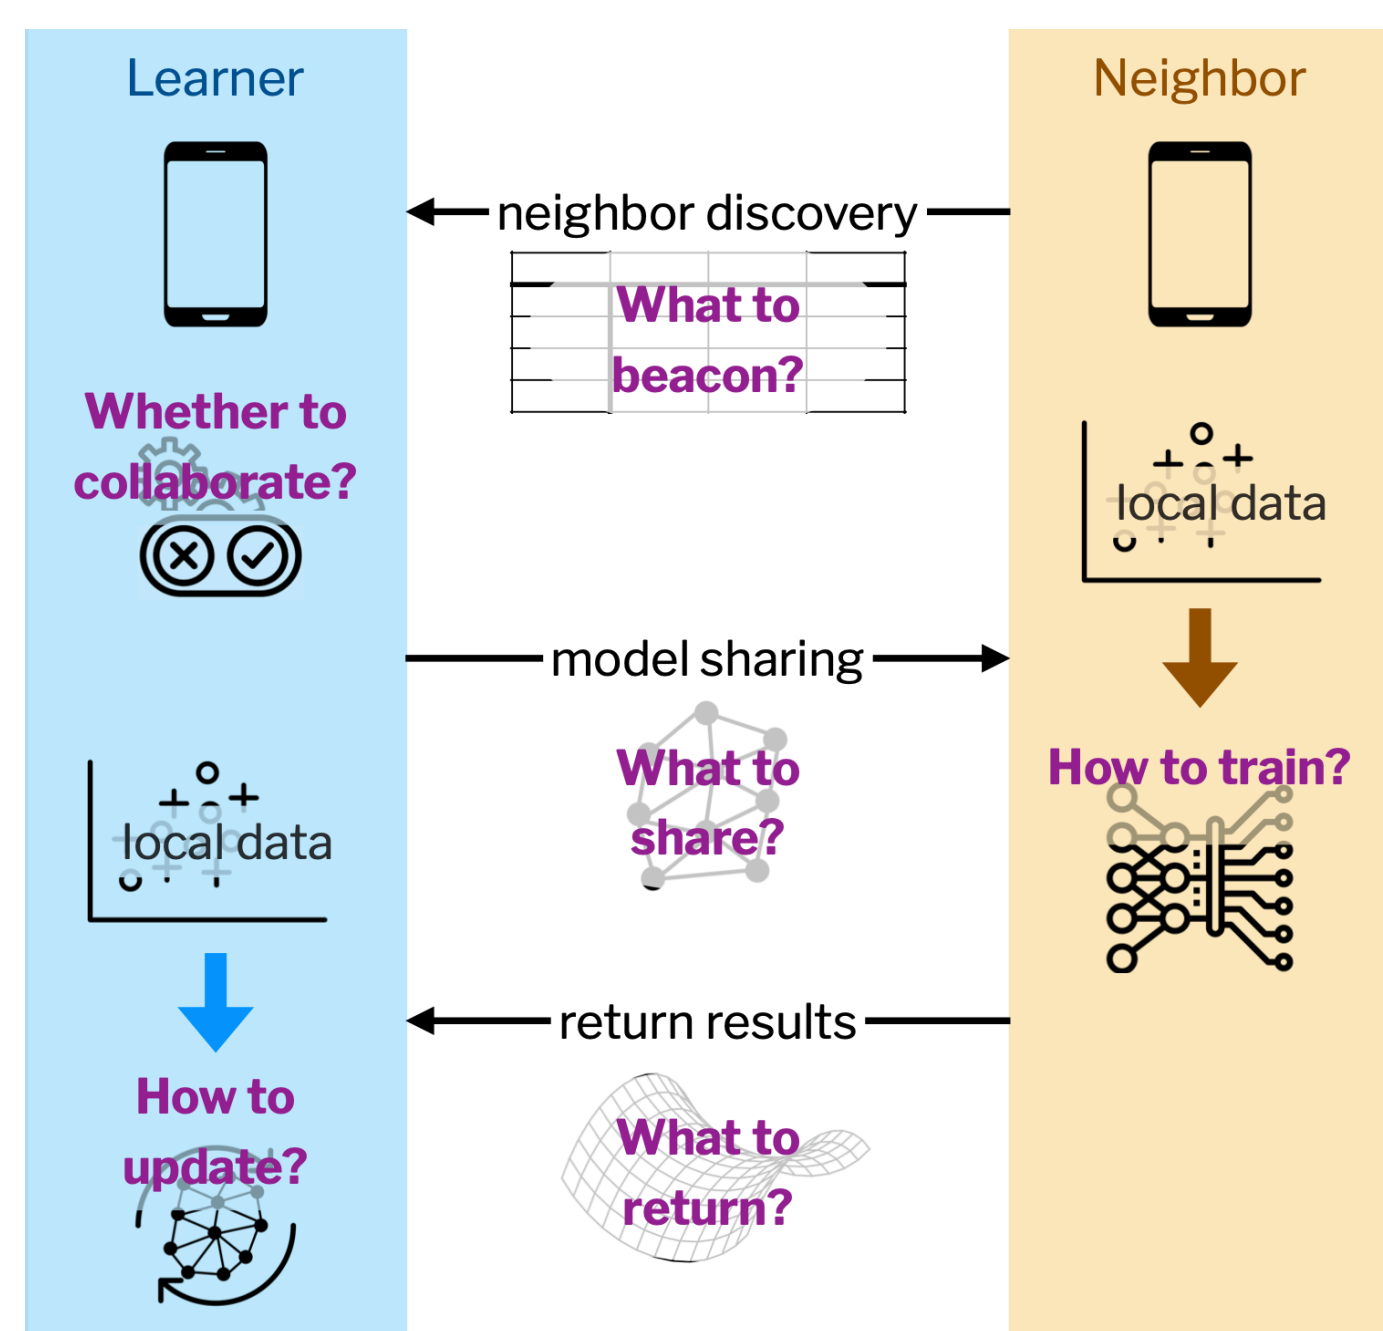 Learner
Neighbor
neighbor discovery
What to
beacon?
Whether to
collaborate?
local data
model sharing
What to
share?
How to train?
local data
return results
How to
update?
What to
return?